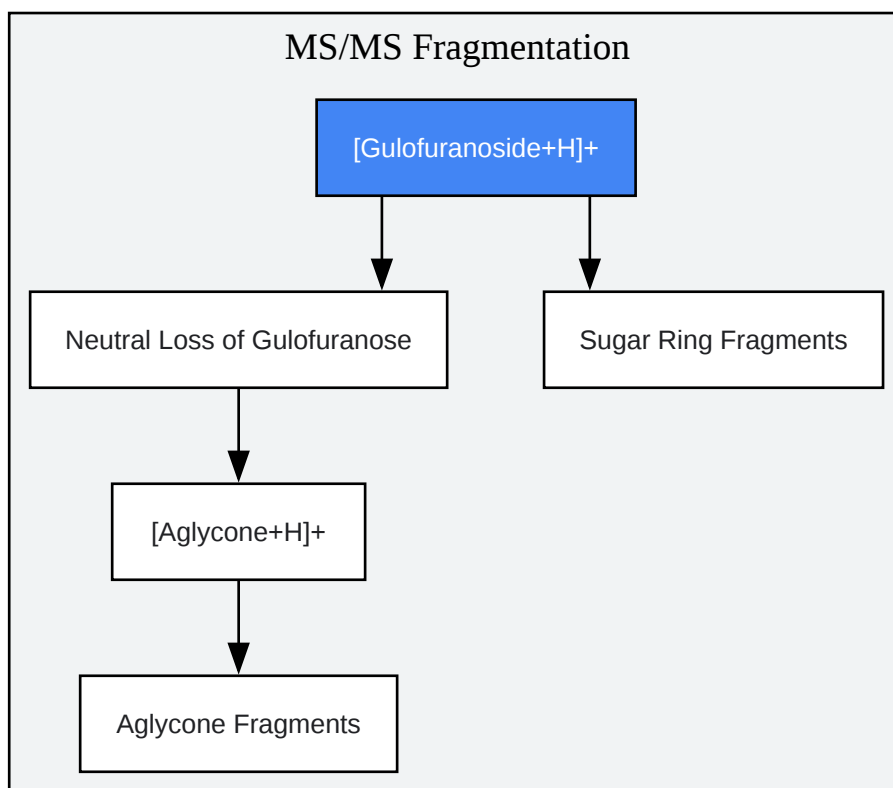 MS/MS Fragmentation
[Gulofuranoside+H]+
Neutral Loss of Gulofuranose
Sugar Ring Fragments
[Aglycone+H]+
Aglycone Fragments